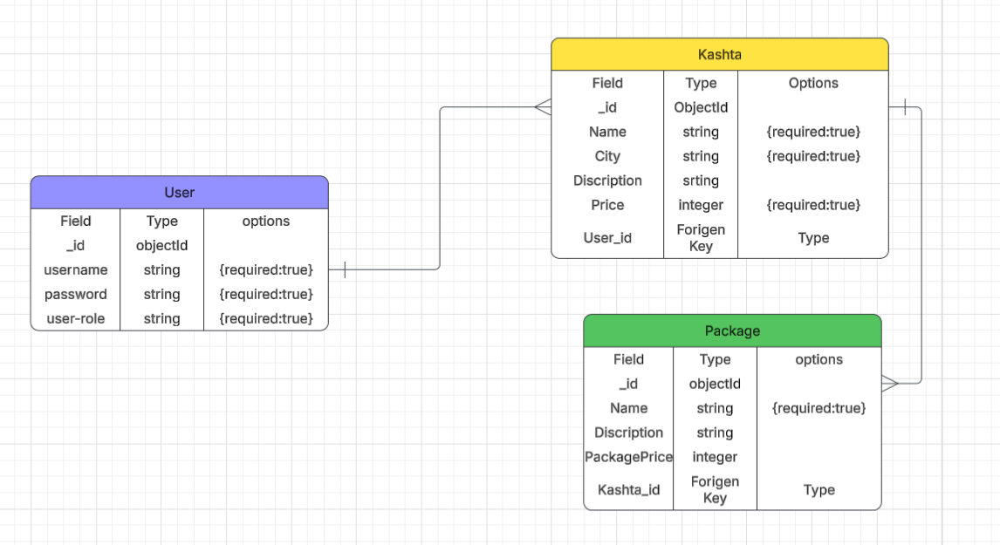 Kashta
Field Type Options
_id ObjectId
Name string {required:true}
City string {required:true}
Discription srting
Price integer {required:true}
User_id Forigen Key Type
User
Field Type options
_id objectId
username string {required:true}
password string {required:true}
user-role string {required:true}
Package
Field Type options
_id objectId
Name string {required:true}
Discription string
PackagePrice integer
Kashta_id Forigen Key Type